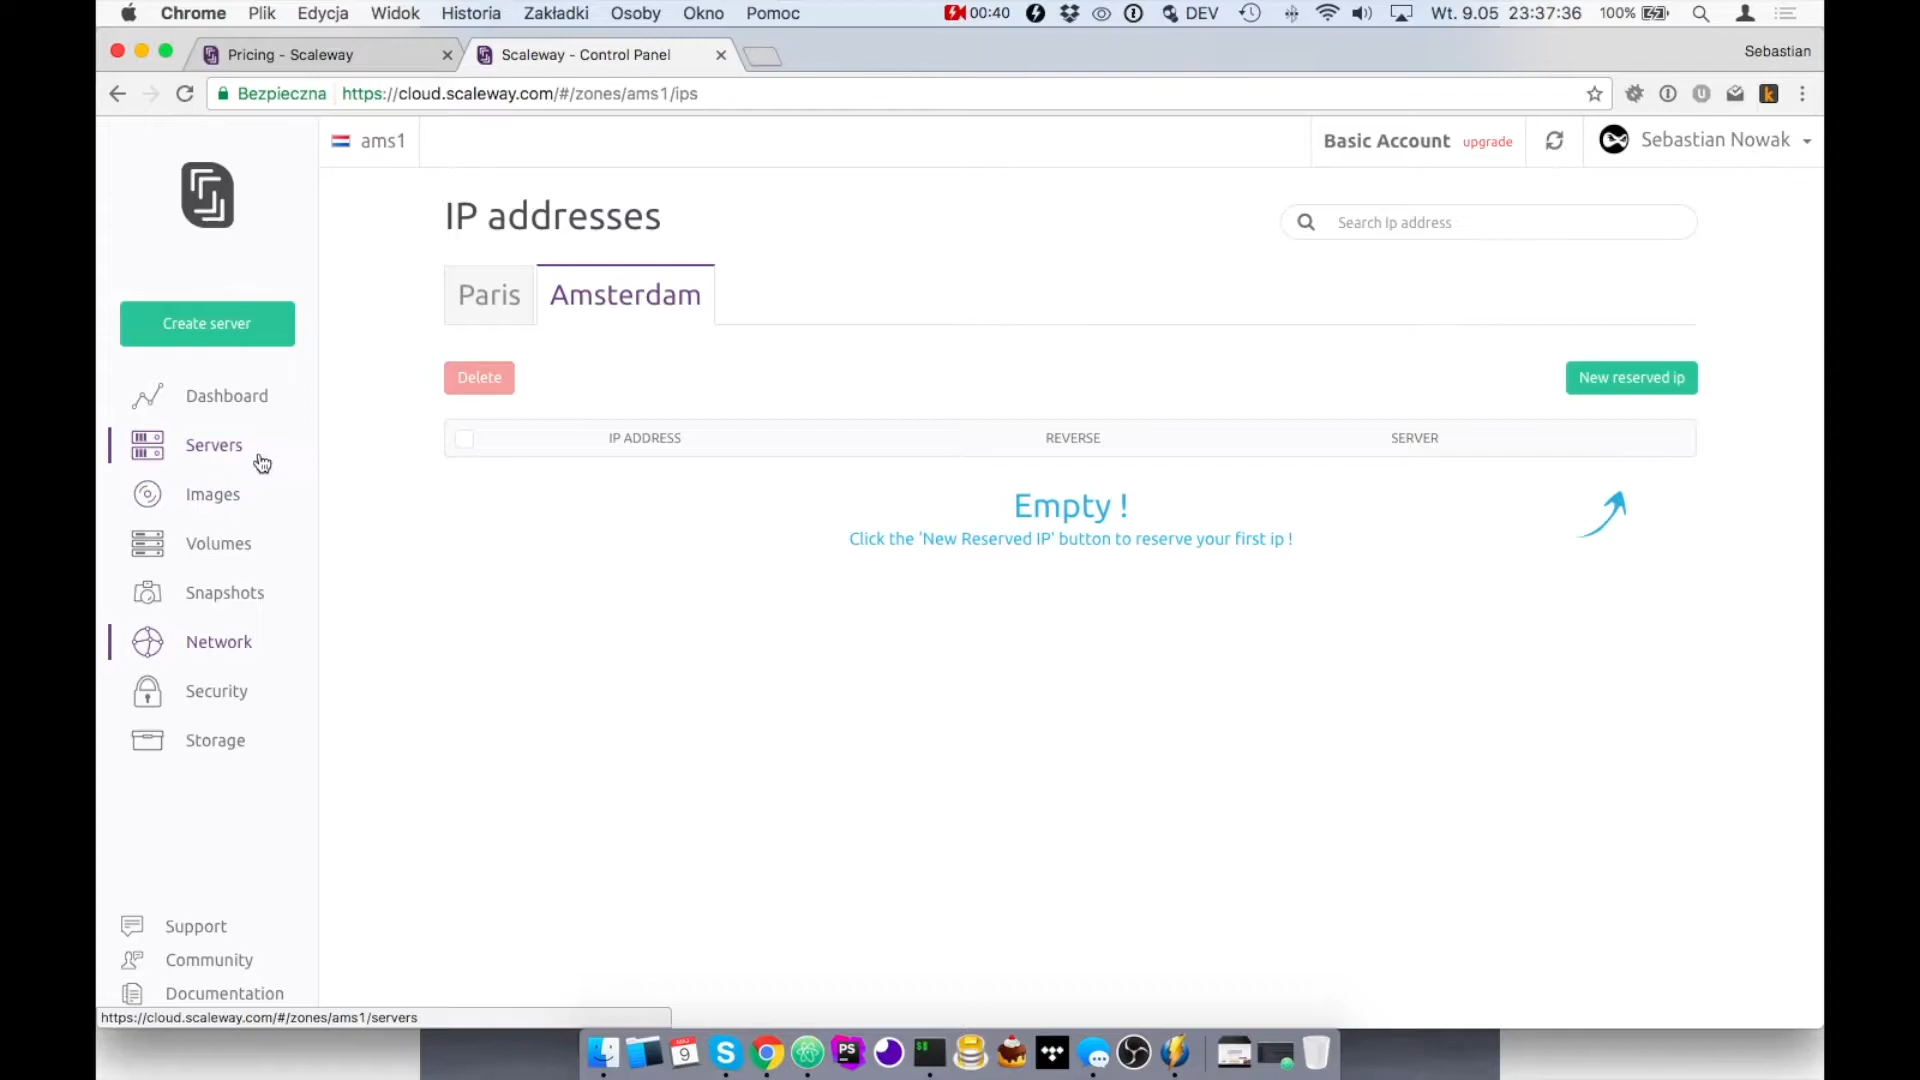 Chrome Plik Edycja Widok Historia Zakładki Osoby Okno Pomoc 00:40 DEV Wt. 9.05 23:37:36 100%
Pricing - Scaleway Scaleway - Control Panel Sebastian
Bezpieczna https://cloud.scaleway.com/#/zones/ams1/ips
ams1 Basic Account upgrade Sebastian Nowak
IP addresses Search Ip address
Paris Amsterdam
Create server
Delete New reserved ip
Dashboard
IP ADDRESS REVERSE SERVER
Servers
Images
Empty !
Click the 'New Reserved IP' button to reserve your first ip !
Volumes
Snapshots
Network
Security
Storage
Support
Community
Documentation
https://cloud.scaleway.com/#/zones/ams1/servers
9 PS $